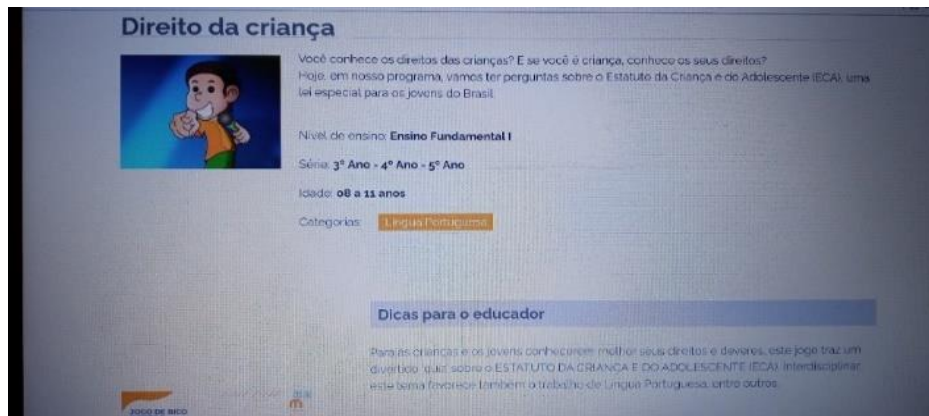 Direito da criança
Você conhece os direitos das crianças? E se você é criança, conhece os seus direitos?
Hoje, em nosso programa, vamos ter perguntas sobre o Estatuto da Criança e do Adolescente (ECA), uma
lei especial para os jovens do Brasil.
Nível de ensino: Ensino Fundamental I
Série: 3º Ano - 4º Ano - 5º Ano
Idade: 08 a 11 anos
Categorias: Língua Portuguesa
Dicas para o educador
Para as crianças e os jovens conhecerem melhor seus direitos e deveres, este jogo traz um
divertido "quiz" sobre o ESTATUTO DA CRIANÇA E DO ADOLESCENTE (ECA). Interdisciplinar,
este tema favorece também o trabalho de Língua Portuguesa, entre outros.
JOGO DE BICO